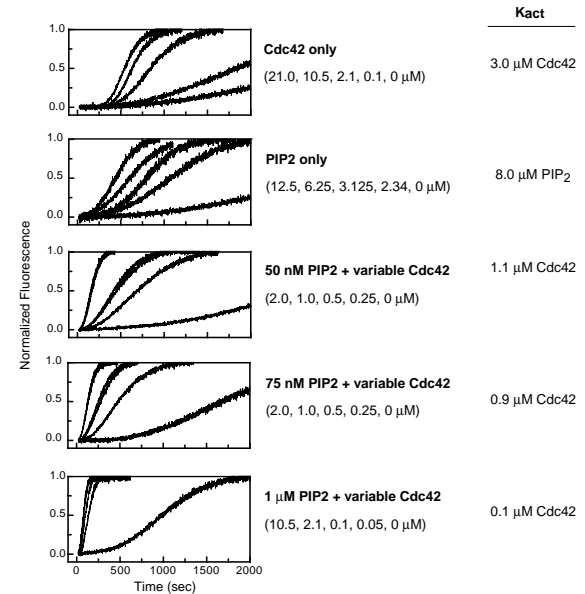 Kact
1.0
0.5
0.0
Cdc42 only
(21.0, 10.5, 2.1, 0.1, 0 µM)
3.0 µM Cdc42
1.0
0.5
0.0
PIP2 only
(12.5, 6.25, 3.125, 2.34, 0 µM)
8.0 µM PIP2
1.0
0.5
0.0
50 nM PIP2 + variable Cdc42
(2.0, 1.0, 0.5, 0.25, 0 µM)
1.1 µM Cdc42
1.0
0.5
0.0
75 nM PIP2 + variable Cdc42
(2.0, 1.0, 0.5, 0.25, 0 µM)
0.9 µM Cdc42
1.0
0.5
0.0
1 µM PIP2 + variable Cdc42
(10.5, 2.1, 0.1, 0.05, 0 µM)
0.1 µM Cdc42
0 500 1000 1500 2000
Time (sec)
Normalized Fluorescence